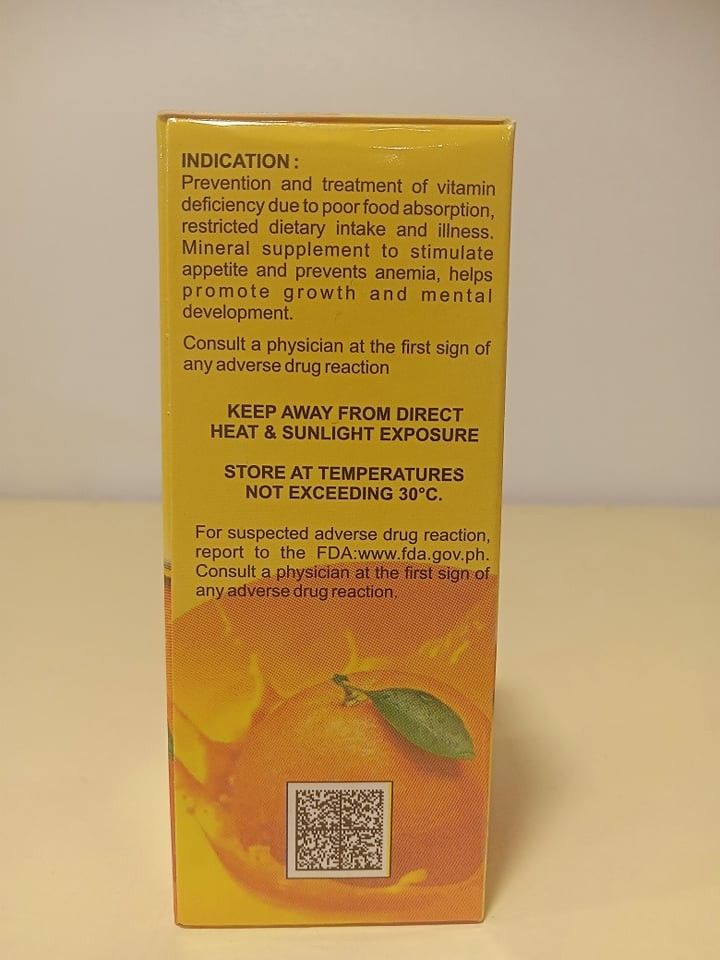 INDICATION :
Prevention and treatment of vitamin
deficiency due to poor food absorption,
restricted dietary intake and illness.
Mineral supplement to stimulate
appetite and prevents anemia, helps
promote growth and mental
development.
Consult a physician at the first sign of
any adverse drug reaction
KEEP AWAY FROM DIRECT
HEAT & SUNLIGHT EXPOSURE
STORE AT TEMPERATURES
NOT EXCEEDING 30°C.
For suspected adverse drug reaction,
report to the FDA:www.fda.gov.ph.
Consult a physician at the first sign of
any adverse drug reaction.